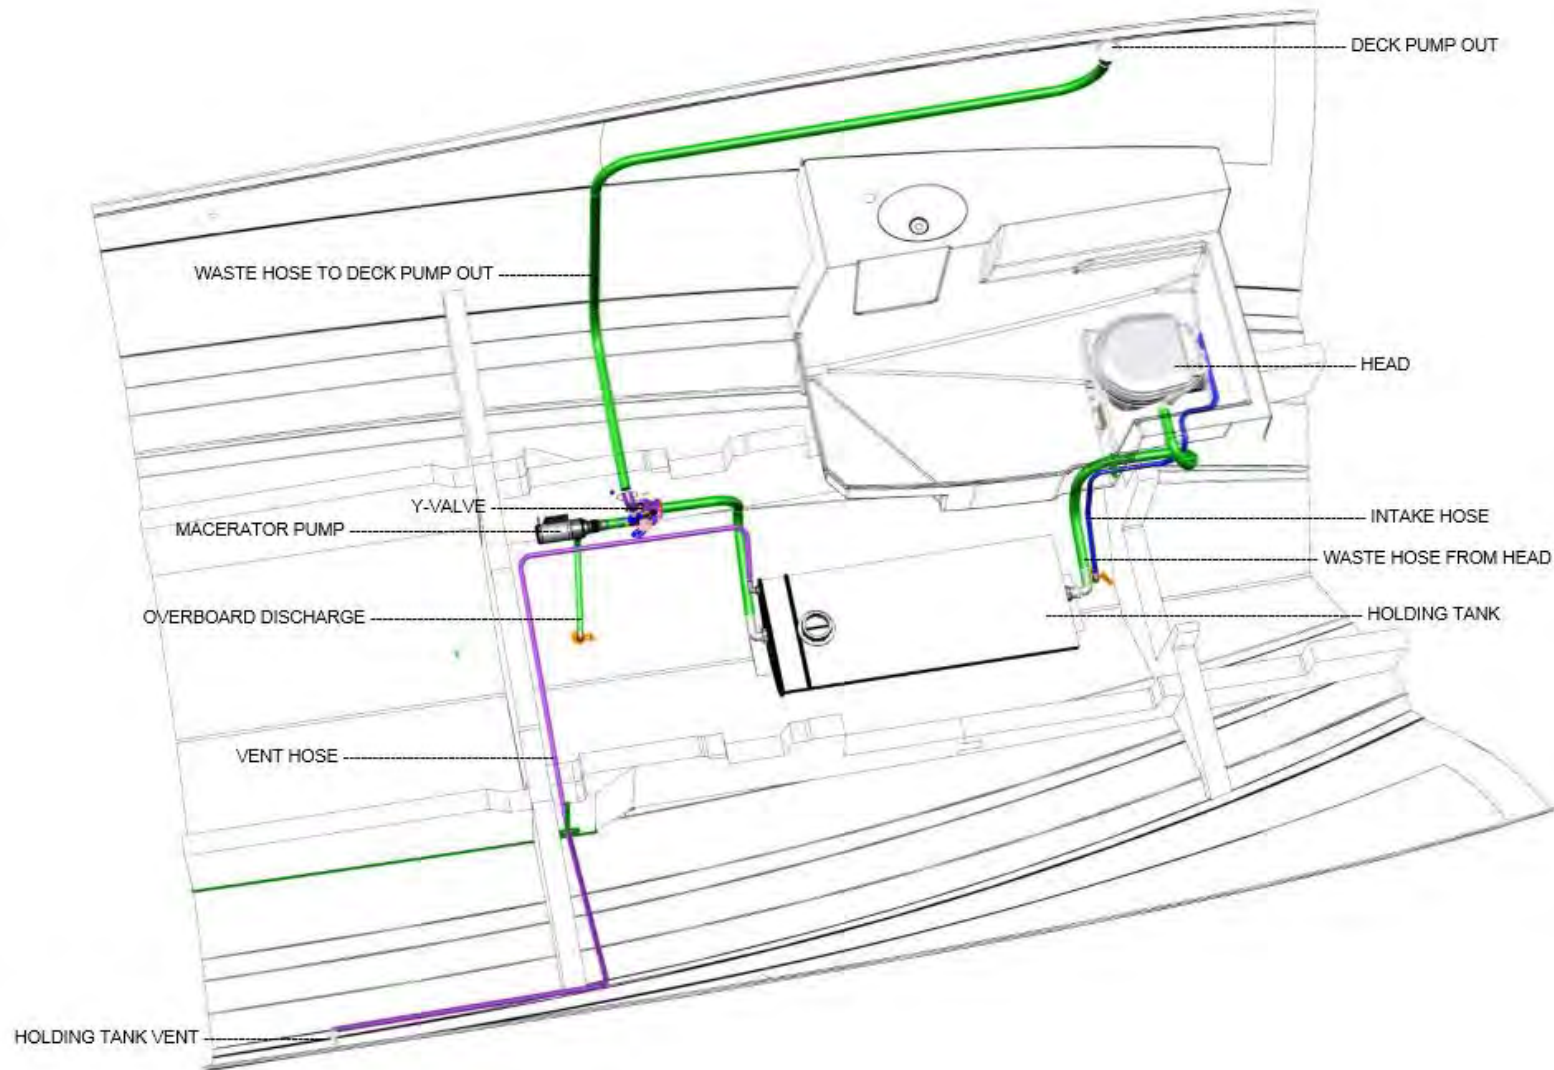 DECK PUMP OUT
WASTE HOSE TO DECK PUMP OUT
HEAD
Y-VALVE
MACERATOR PUMP
INTAKE HOSE
WASTE HOSE FROM HEAD
OVERBOARD DISCHARGE
HOLDING TANK
VENT HOSE
HOLDING TANK VENT